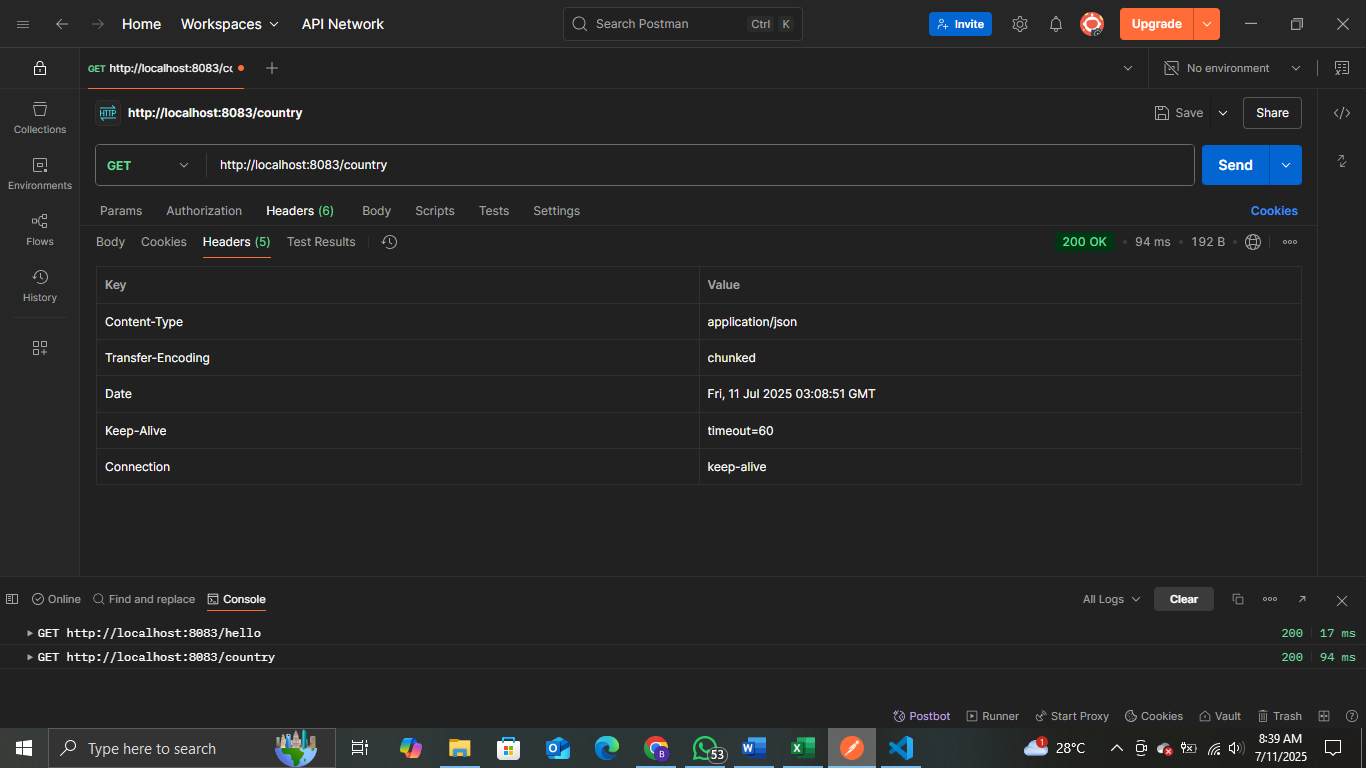 Home Workspaces API Network Search Postman Ctrl K Invite Upgrade
GET http://localhost:8083/co No environment
HTTP http://localhost:8083/country Save Share
Collections
GET http://localhost:8083/country Send
Environments
Params Authorization Headers (6) Body Scripts Tests Settings Cookies
Flows
Body Cookies Headers (5) Test Results 200 OK 94 ms 192 B
History
Key Value
Content-Type application/json
Transfer-Encoding chunked
Date Fri, 11 Jul 2025 03:08:51 GMT
Keep-Alive timeout=60
Connection keep-alive
Online Find and replace Console All Logs Clear
GET http://localhost:8083/hello 200 17 ms
GET http://localhost:8083/country 200 94 ms
Postbot Runner Start Proxy Cookies Vault Trash
Type here to search 53 1 28°C 8:39 AM
7/11/2025